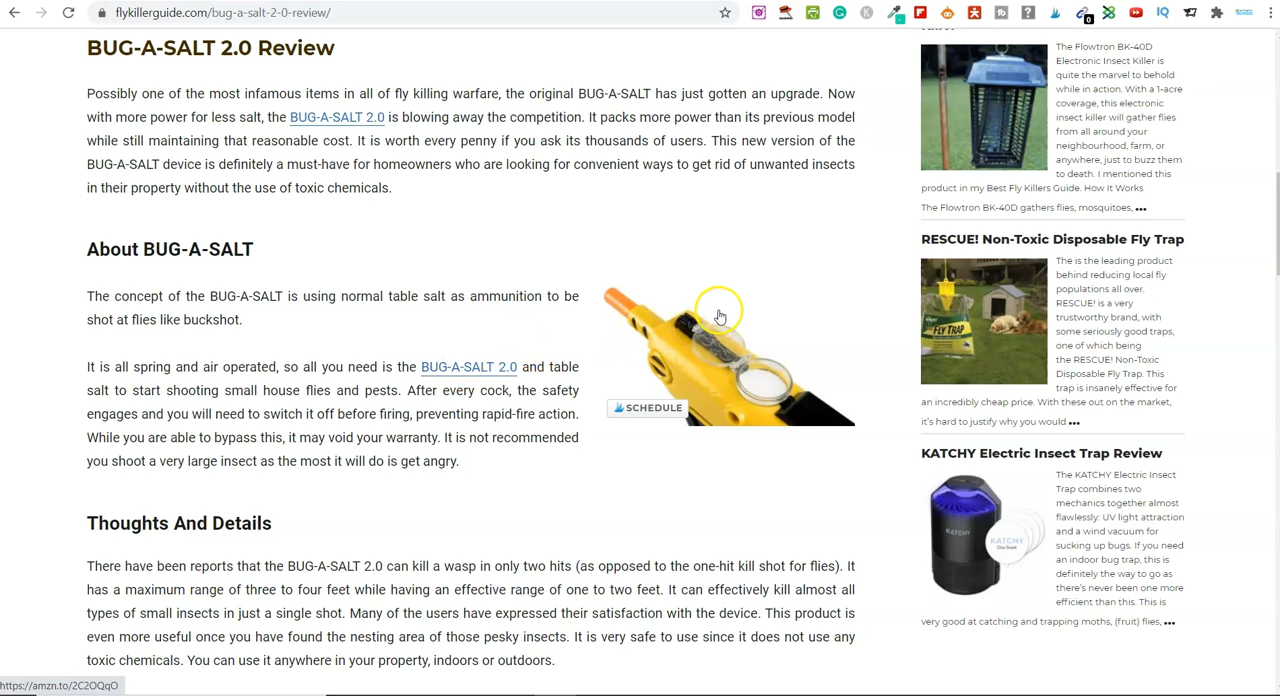 flykillerguide.com/bug-a-salt-2-0-review/
BUG-A-SALT 2.0 Review
Possibly one of the most infamous items in all of fly killing warfare, the original BUG-A-SALT has just gotten an upgrade. Now
with more power for less salt, the BUG-A-SALT 2.0 is blowing away the competition. It packs more power than its previous model
while still maintaining that reasonable cost. It is worth every penny if you ask its thousands of users. This new version of the
BUG-A-SALT device is definitely a must-have for homeowners who are looking for convenient ways to get rid of unwanted insects
in their property without the use of toxic chemicals.
About BUG-A-SALT
The concept of the BUG-A-SALT is using normal table salt as ammunition to be
shot at flies like buckshot.
It is all spring and air operated, so all you need is the BUG-A-SALT 2.0 and table
salt to start shooting small house flies and pests. After every cock, the safety
engages and you will need to switch it off before firing, preventing rapid-fire action.
While you are able to bypass this, it may void your warranty. It is not recommended
you shoot a very large insect as the most it will do is get angry.
SCHEDULE
Thoughts And Details
There have been reports that the BUG-A-SALT 2.0 can kill a wasp in only two hits (as opposed to the one-hit kill shot for flies). It
has a maximum range of three to four feet while having an effective range of one to two feet. It can effectively kill almost all
types of small insects in just a single shot. Many of the users have expressed their satisfaction with the device. This product is
even more useful once you have found the nesting area of those pesky insects. It is very safe to use since it does not use any
toxic chemicals. You can use it anywhere in your property, indoors or outdoors.
https://amzn.to/2C2OQqO
The Flowtron BK-40D
Electronic Insect Killer is
quite the marvel to behold
while in action. With a 1-acre
coverage, this electronic
insect killer will gather flies
from all around your
neighbourhood, farm, or
anywhere, just to buzz them
to death. I mentioned this
product in my Best Fly Killers Guide. How It Works
The Flowtron BK-40D gathers flies, mosquitoes, •••
RESCUE! Non-Toxic Disposable Fly Trap
FLY TRAP
The is the leading product
behind reducing local fly
populations all over.
RESCUE! is a very
trustworthy brand, with
some seriously good traps,
one of which being
the RESCUE! Non-Toxic
Disposable Fly Trap. This
trap is insanely effective for
an incredibly cheap price. With these out on the market,
it's hard to justify why you would •••
KATCHY Electric Insect Trap Review
KATCHY
KATCHY
The KATCHY Electric Insect
Trap combines two
mechanics together almost
flawlessly: UV light attraction
and a wind vacuum for
sucking up bugs. If you need
an indoor bug trap, this is
definitely the way to go as
there's never been one more
efficient than this. This is
very good at catching and trapping moths, (fruit) flies, •••